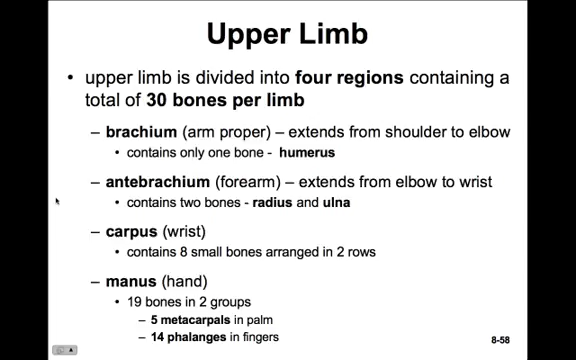 Upper Limb
• upper limb is divided into four regions containing a
total of 30 bones per limb
– brachium (arm proper) – extends from shoulder to elbow
• contains only one bone - humerus
– antebrachium (forearm) – extends from elbow to wrist
• contains two bones - radius and ulna
– carpus (wrist)
• contains 8 small bones arranged in 2 rows
– manus (hand)
• 19 bones in 2 groups
– 5 metacarpals in palm
– 14 phalanges in fingers
8-58